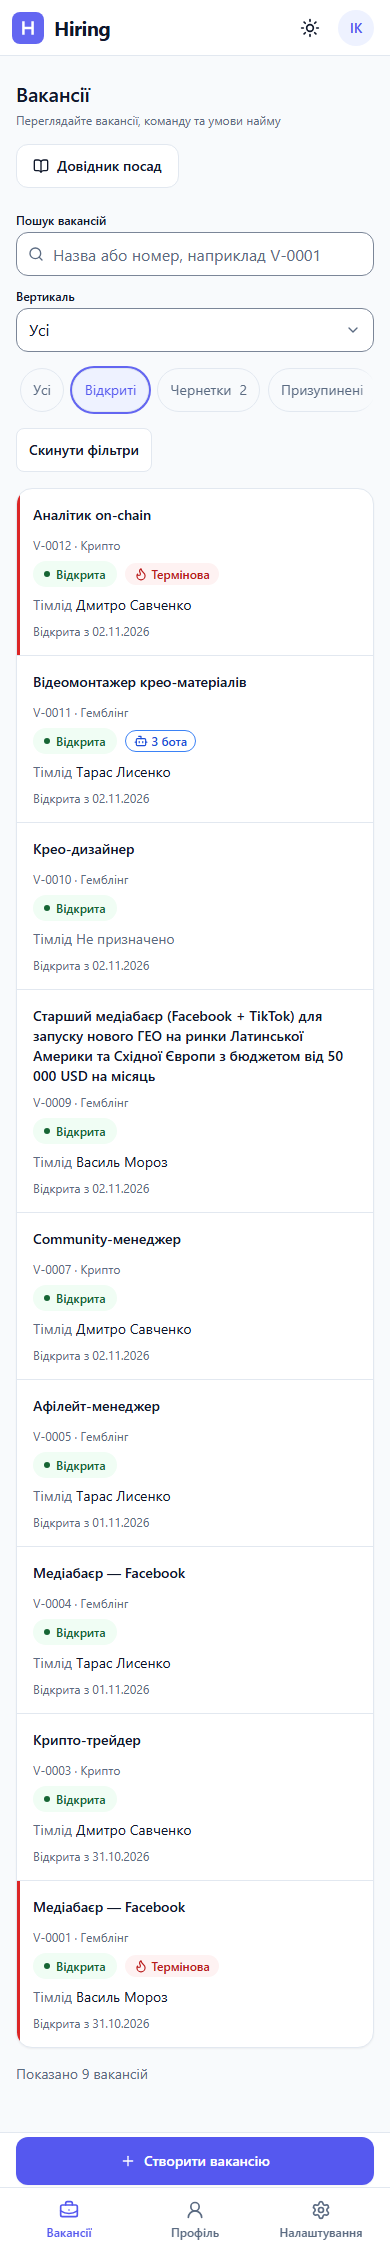 H Hiring
ІК
Вакансії
Переглядайте вакансії, команду та умови найму
Довідник посад
Пошук вакансій
Назва або номер, наприклад V-0001
Вертикаль
Усі
Усі Відкриті Чернетки 2 Призупинені
Скинути фільтри
Аналітик on-chain
V-0012 · Крипто
Відкрита Термінова
Тімлід Дмитро Савченко
Відкрита з 02.11.2026
Відеомонтажер крео-матеріалів
V-0011 · Гемблінг
Відкрита 3 бота
Тімлід Тарас Лисенко
Відкрита з 02.11.2026
Крео-дизайнер
V-0010 · Гемблінг
Відкрита
Тімлід Не призначено
Відкрита з 02.11.2026
Старший медіабаєр (Facebook + TikTok) для
запуску нового ГЕО на ринки Латинської
Америки та Східної Європи з бюджетом від 50
000 USD на місяць
V-0009 · Гемблінг
Відкрита
Тімлід Василь Мороз
Відкрита з 02.11.2026
Community-менеджер
V-0007 · Крипто
Відкрита
Тімлід Дмитро Савченко
Відкрита з 02.11.2026
Афілейт-менеджер
V-0005 · Гемблінг
Відкрита
Тімлід Тарас Лисенко
Відкрита з 01.11.2026
Медіабаєр — Facebook
V-0004 · Гемблінг
Відкрита
Тімлід Тарас Лисенко
Відкрита з 01.11.2026
Крипто-трейдер
V-0003 · Крипто
Відкрита
Тімлід Дмитро Савченко
Відкрита з 31.10.2026
Медіабаєр — Facebook
V-0001 · Гемблінг
Відкрита Термінова
Тімлід Василь Мороз
Відкрита з 31.10.2026
Показано 9 вакансій
+ Створити вакансію
Вакансії Профіль Налаштування